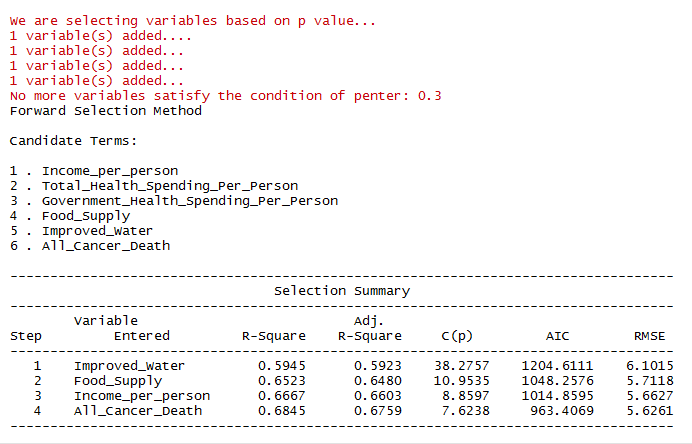 We are selecting variables based on p value...
1 variable(s) added....
1 variable(s) added...
1 variable(s) added...
1 variable(s) added...
No more variables satisfy the condition of penter: 0.3
Forward Selection Method
Candidate Terms:
1 . Income_per_person
2 . Total_Health_Spending_Per_Person
3 . Government_Health_Spending_Per_Person
4 . Food_Supply
5 . Improved_Water
6 . All_Cancer_Death
Selection Summary
Variable Adj.
Step Entered R-Square R-Square C(p) AIC RMSE
1 Improved_Water 0.5945 0.5923 38.2757 1204.6111 6.1015
2 Food_Supply 0.6523 0.6480 10.9535 1048.2576 5.7118
3 Income_per_person 0.6667 0.6603 8.8597 1014.8595 5.6627
4 All_Cancer_Death 0.6845 0.6759 7.6238 963.4069 5.6261